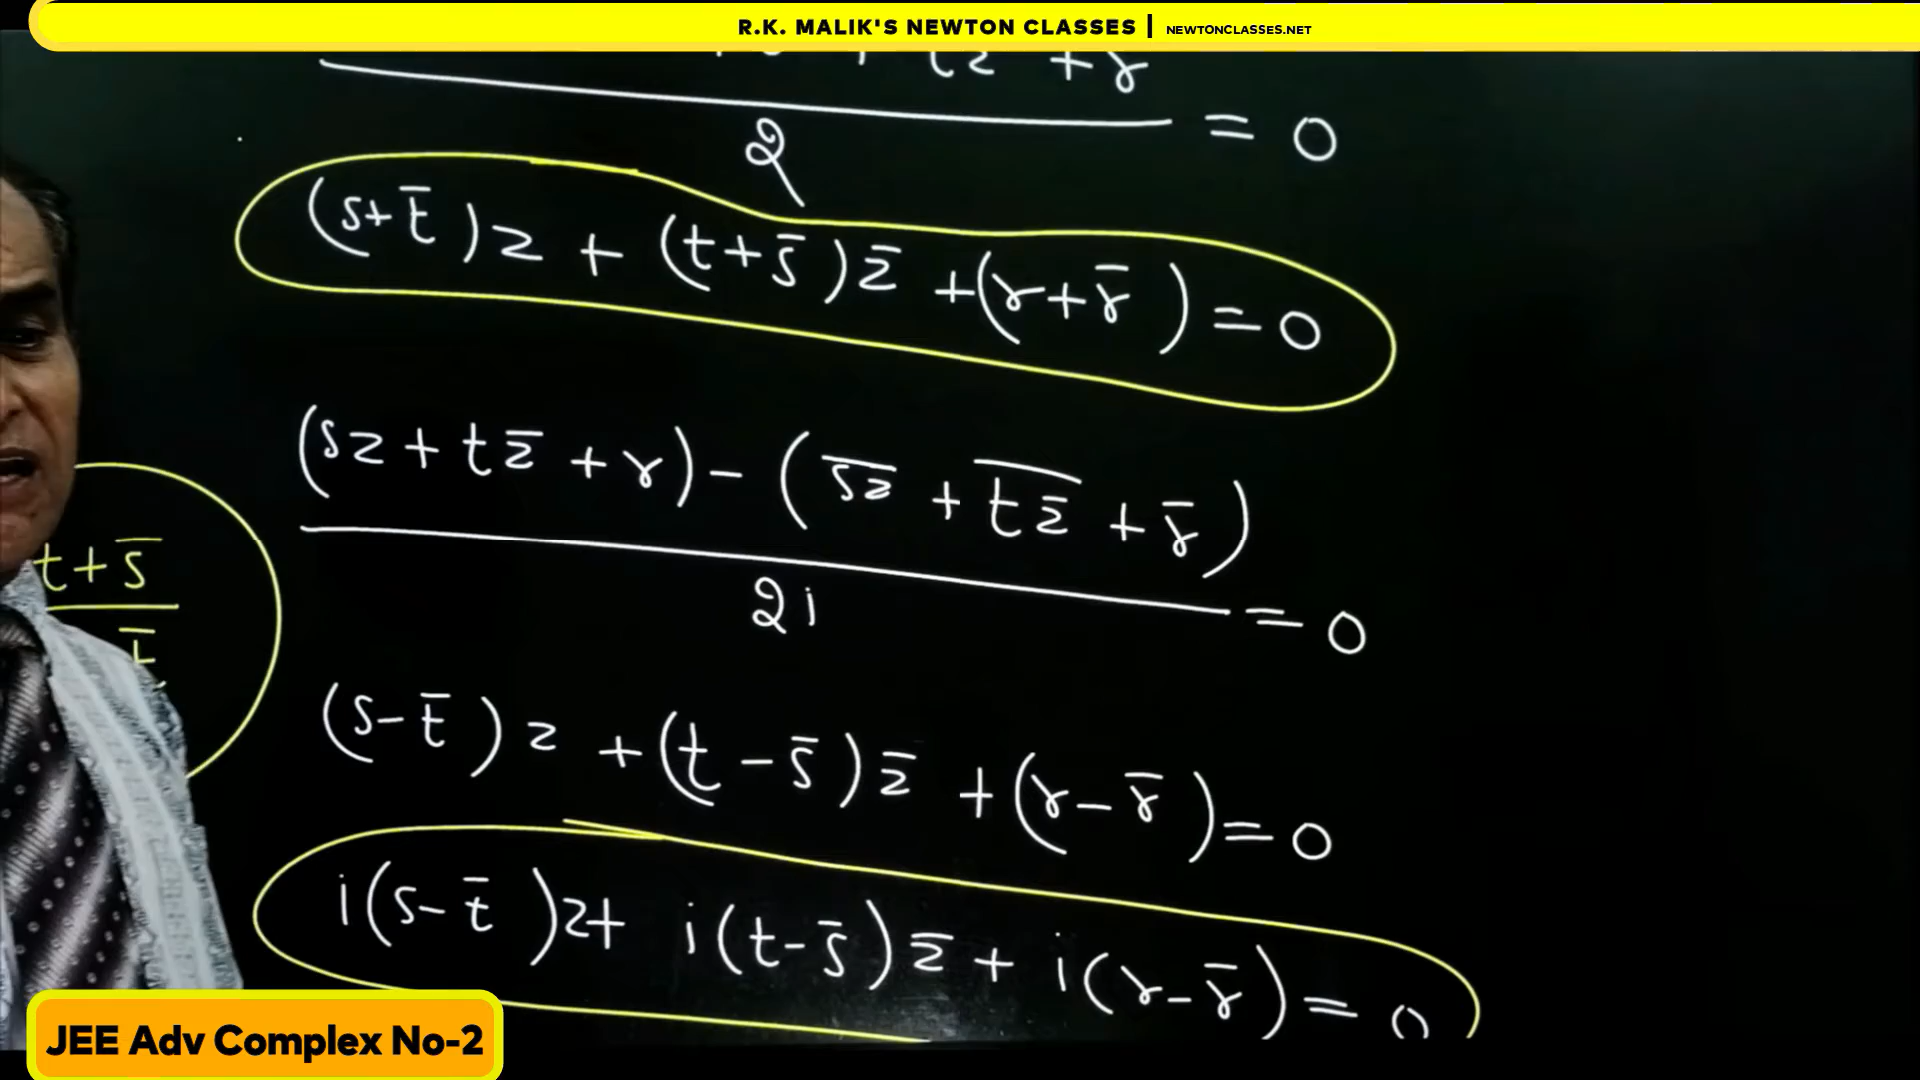 R.K. MALIK'S NEWTON CLASSES | NEWTONCLASSES.NET
t z̄ + r
2 = 0
(s+t̄)z + (t+s̄)z̄ + (r+r̄) = 0
(sz + tz̄ + r) - (s̅z̅ + t̅z̅̄ + r̄)
2i = 0
t+s̄
t̄
(s-t̄)z + (t-s̄)z̄ + (r-r̄) = 0
i(s-t̄)z + i(t-s̄)z̄ + i(r-r̄) = 0
JEE Adv Complex No-2